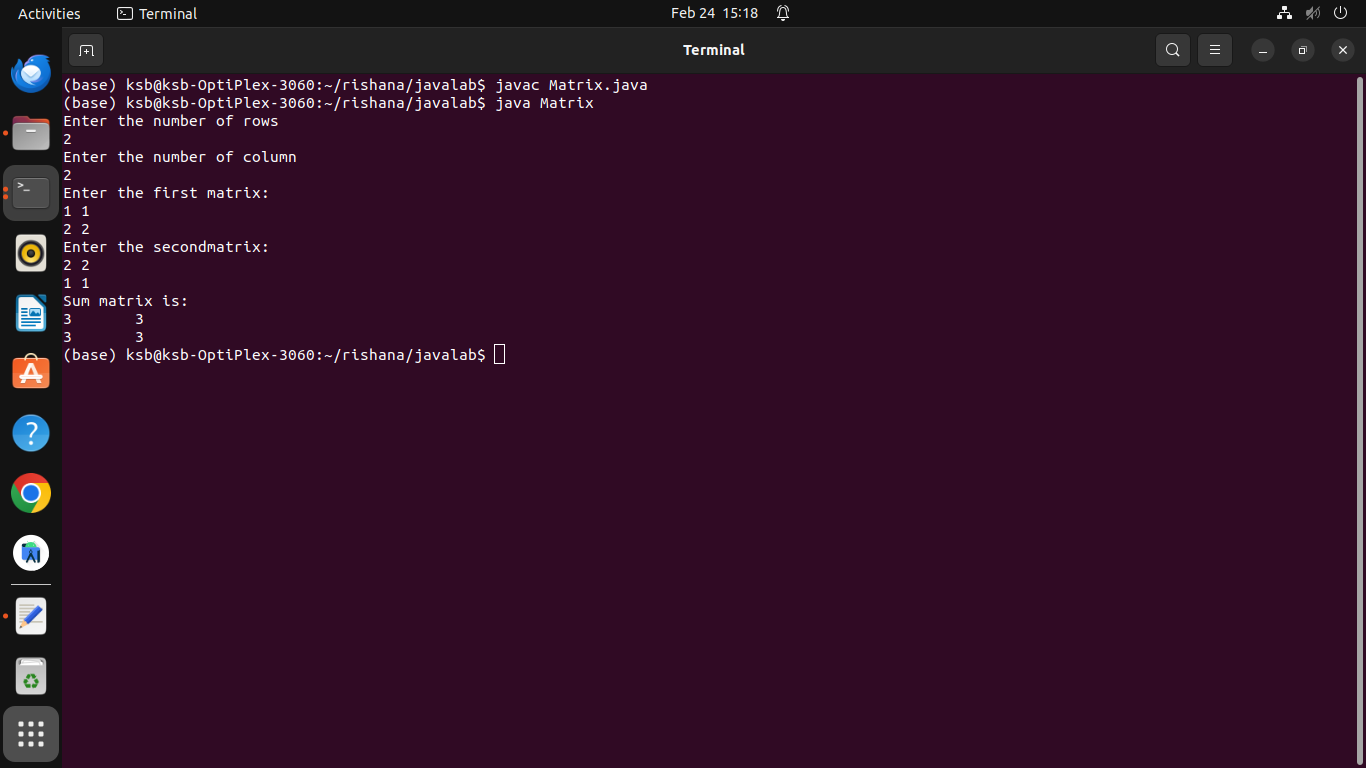 Activities Terminal Feb 24 15:18
Terminal
(base) ksb@ksb-OptiPlex-3060:~/rishana/javalab$ javac Matrix.java
(base) ksb@ksb-OptiPlex-3060:~/rishana/javalab$ java Matrix
Enter the number of rows
2
Enter the number of column
2
Enter the first matrix:
1 1
2 2
Enter the secondmatrix:
2 2
1 1
Sum matrix is:
3	3
3	3
(base) ksb@ksb-OptiPlex-3060:~/rishana/javalab$